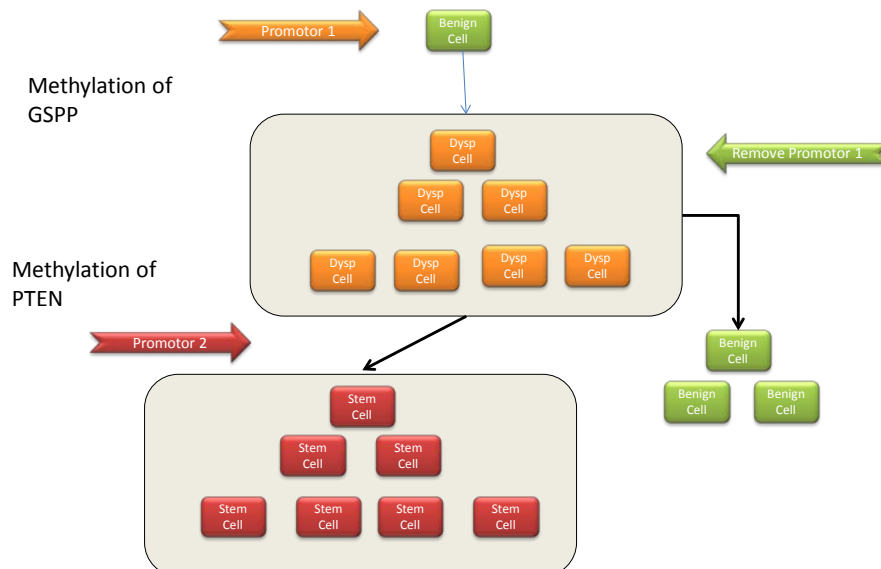 Promotor 1
Benign
Cell
Methylation of
GSPP
Dysp
Cell
Remove Promotor 1
Dysp
Cell
Dysp
Cell
Dysp
Cell
Dysp
Cell
Dysp
Cell
Dysp
Cell
Methylation of
PTEN
Promotor 2
Benign
Cell
Benign
Cell
Benign
Cell
Stem
Cell
Stem
Cell
Stem
Cell
Stem
Cell
Stem
Cell
Stem
Cell
Stem
Cell